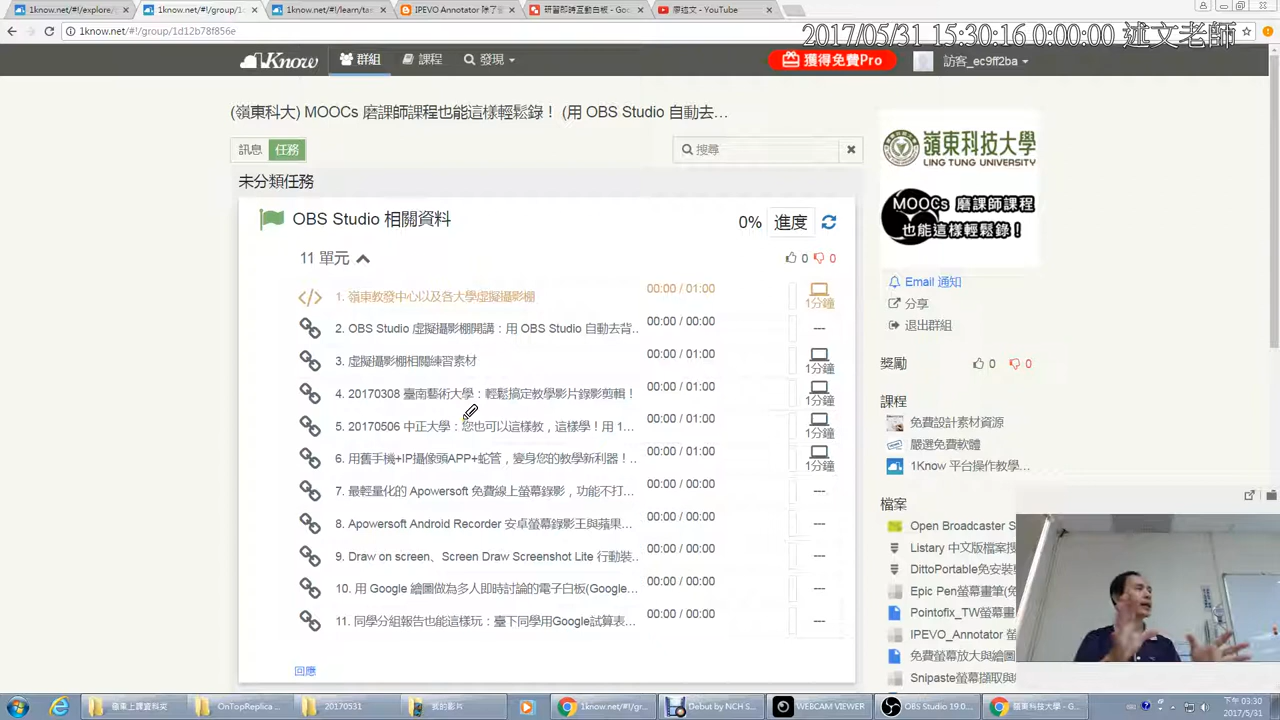 1know.net/#!/explore/
1know.net/#!/group/1
1know.net/#!/learn/ta
IPEVO Annotator 除了
研習即時互動白板 - Goo
廖述文 - YouTube
1know.net/#!/group/1d12b78f856e
2017/05/31 15:30:16 0:00:00 述文老師
1Know
群組
課程
發現
獲得免費Pro
訪客_ec9ff2ba
(嶺東科大) MOOCs 磨課師課程也能這樣輕鬆錄！ (用 OBS Studio 自動去…
訊息
任務
搜尋
未分類任務
OBS Studio 相關資料
0%
進度
11 單元
0
0
1. 嶺東教發中心以及各大學虛擬攝影棚
00:00 / 01:00
1分鐘
2. OBS Studio 虛擬攝影棚開講：用 OBS Studio 自動去背..
00:00 / 00:00
---
3. 虛擬攝影棚相關練習素材
00:00 / 01:00
1分鐘
4. 20170308 臺南藝術大學：輕鬆搞定教學影片錄影剪輯！
00:00 / 01:00
1分鐘
5. 20170506 中正大學：您也可以這樣教，這樣學！用 1...
00:00 / 01:00
1分鐘
6. 用舊手機+IP攝像頭APP+蛇管，變身您的教學新利器！..
00:00 / 01:00
1分鐘
7. 最輕量化的 Apowersoft 免費線上螢幕錄影，功能不打...
00:00 / 00:00
---
8. Apowersoft Android Recorder 安卓螢幕錄影王與蘋果...
00:00 / 00:00
---
9. Draw on screen、Screen Draw Screenshot Lite 行動裝...
00:00 / 00:00
---
10. 用 Google 繪圖做為多人即時討論的電子白板(Google...
00:00 / 00:00
---
11. 同學分組報告也能這樣玩：臺下同學用Google試算表...
00:00 / 00:00
---
回應
嶺東科技大學
LING TUNG UNIVERSITY
MOOCs 磨課師課程
也能這樣輕鬆錄！
Email 通知
分享
退出群組
獎勵
0
0
課程
免費設計素材資源
嚴選免費軟體
1Know 平台操作教學...
檔案
Open Broadcaster S
Listary 中文版檔案搜
DittoPortable免安裝
Epic Pen螢幕畫筆(免
Pointofix_TW螢幕畫
IPEVO_Annotator 螢
免費螢幕放大與繪圖
Snipaste螢幕擷取與
嶺東上課資料夾
OnTopReplica
20170531
我的影片
1know.net/#!/gr...
Debut by NCH S...
WEBCAM VIEWER
OBS Studio 19.0...
嶺東科技大學 - G...
下午 03:30
2017/5/31